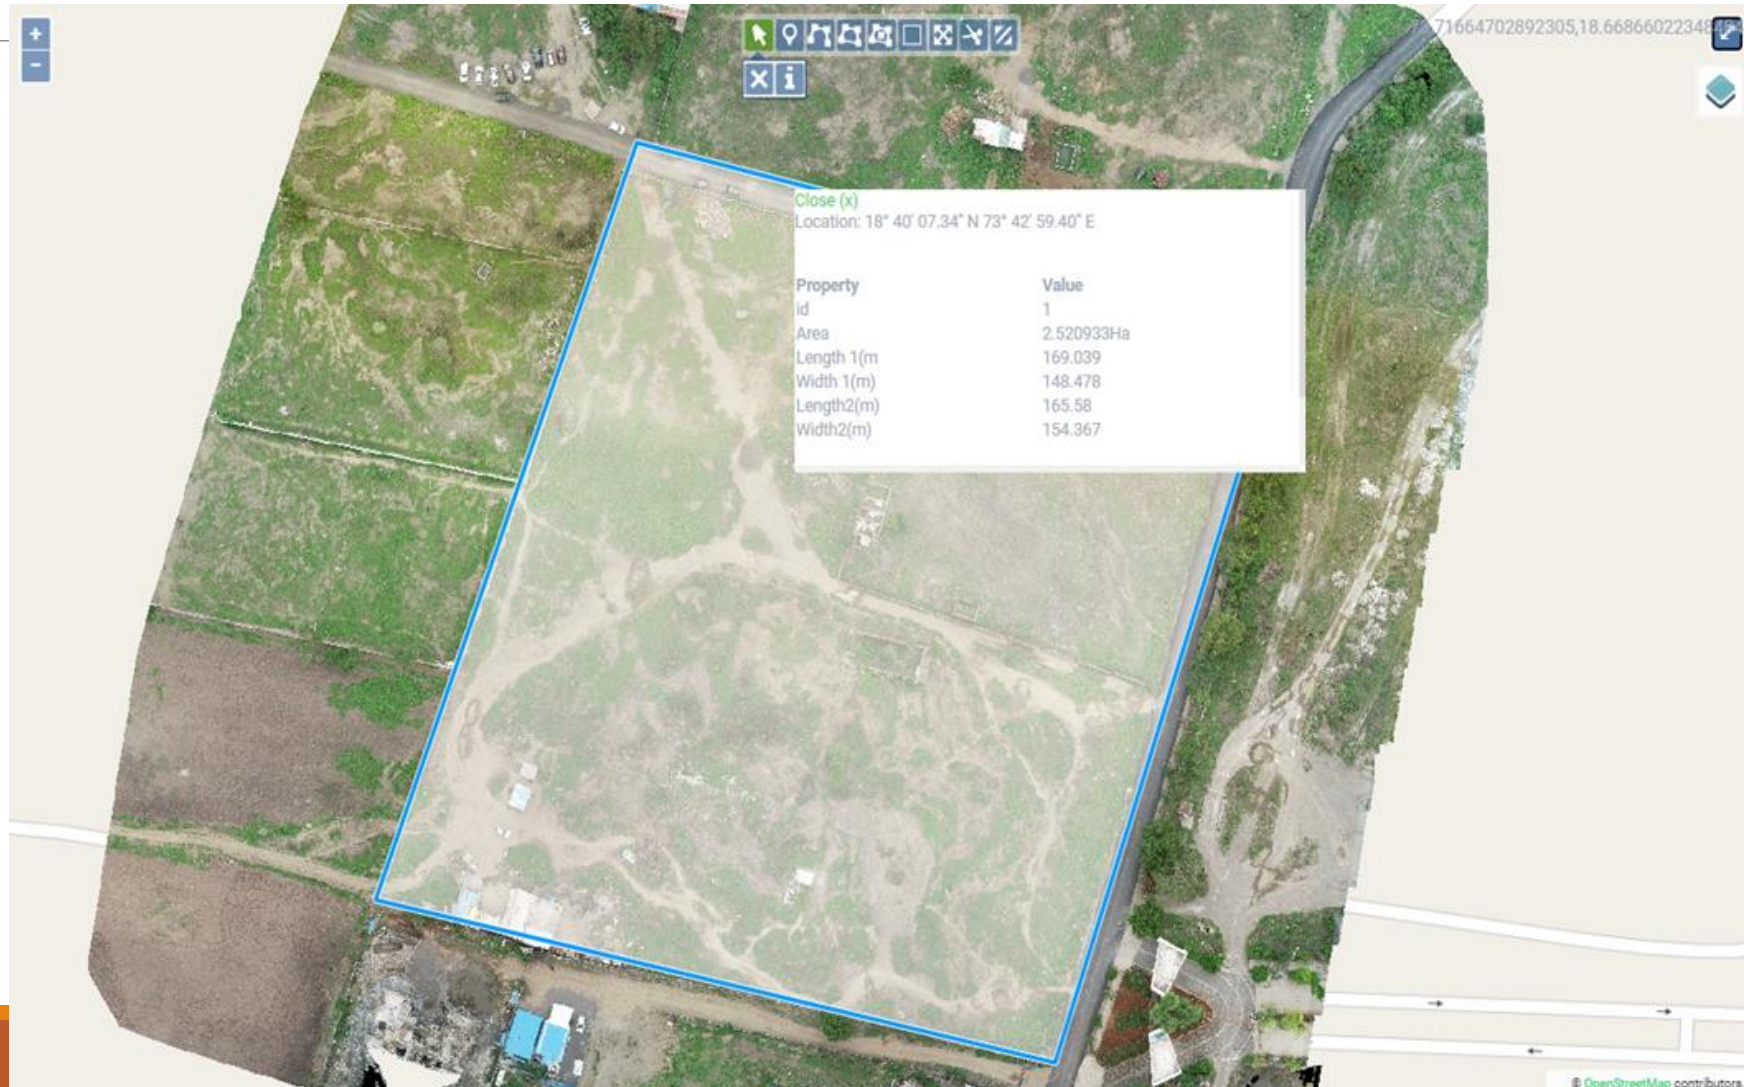 +
-
71664702892305,18.6686602234
Close (x)
Location: 18° 40' 07.34" N 73° 42' 59.40" E
Property Value
id 1
Area 2.520933Ha
Length 1(m 169.039
Width 1(m) 148.478
Length2(m) 165.58
Width2(m) 154.367
© OpenStreetMap contributors